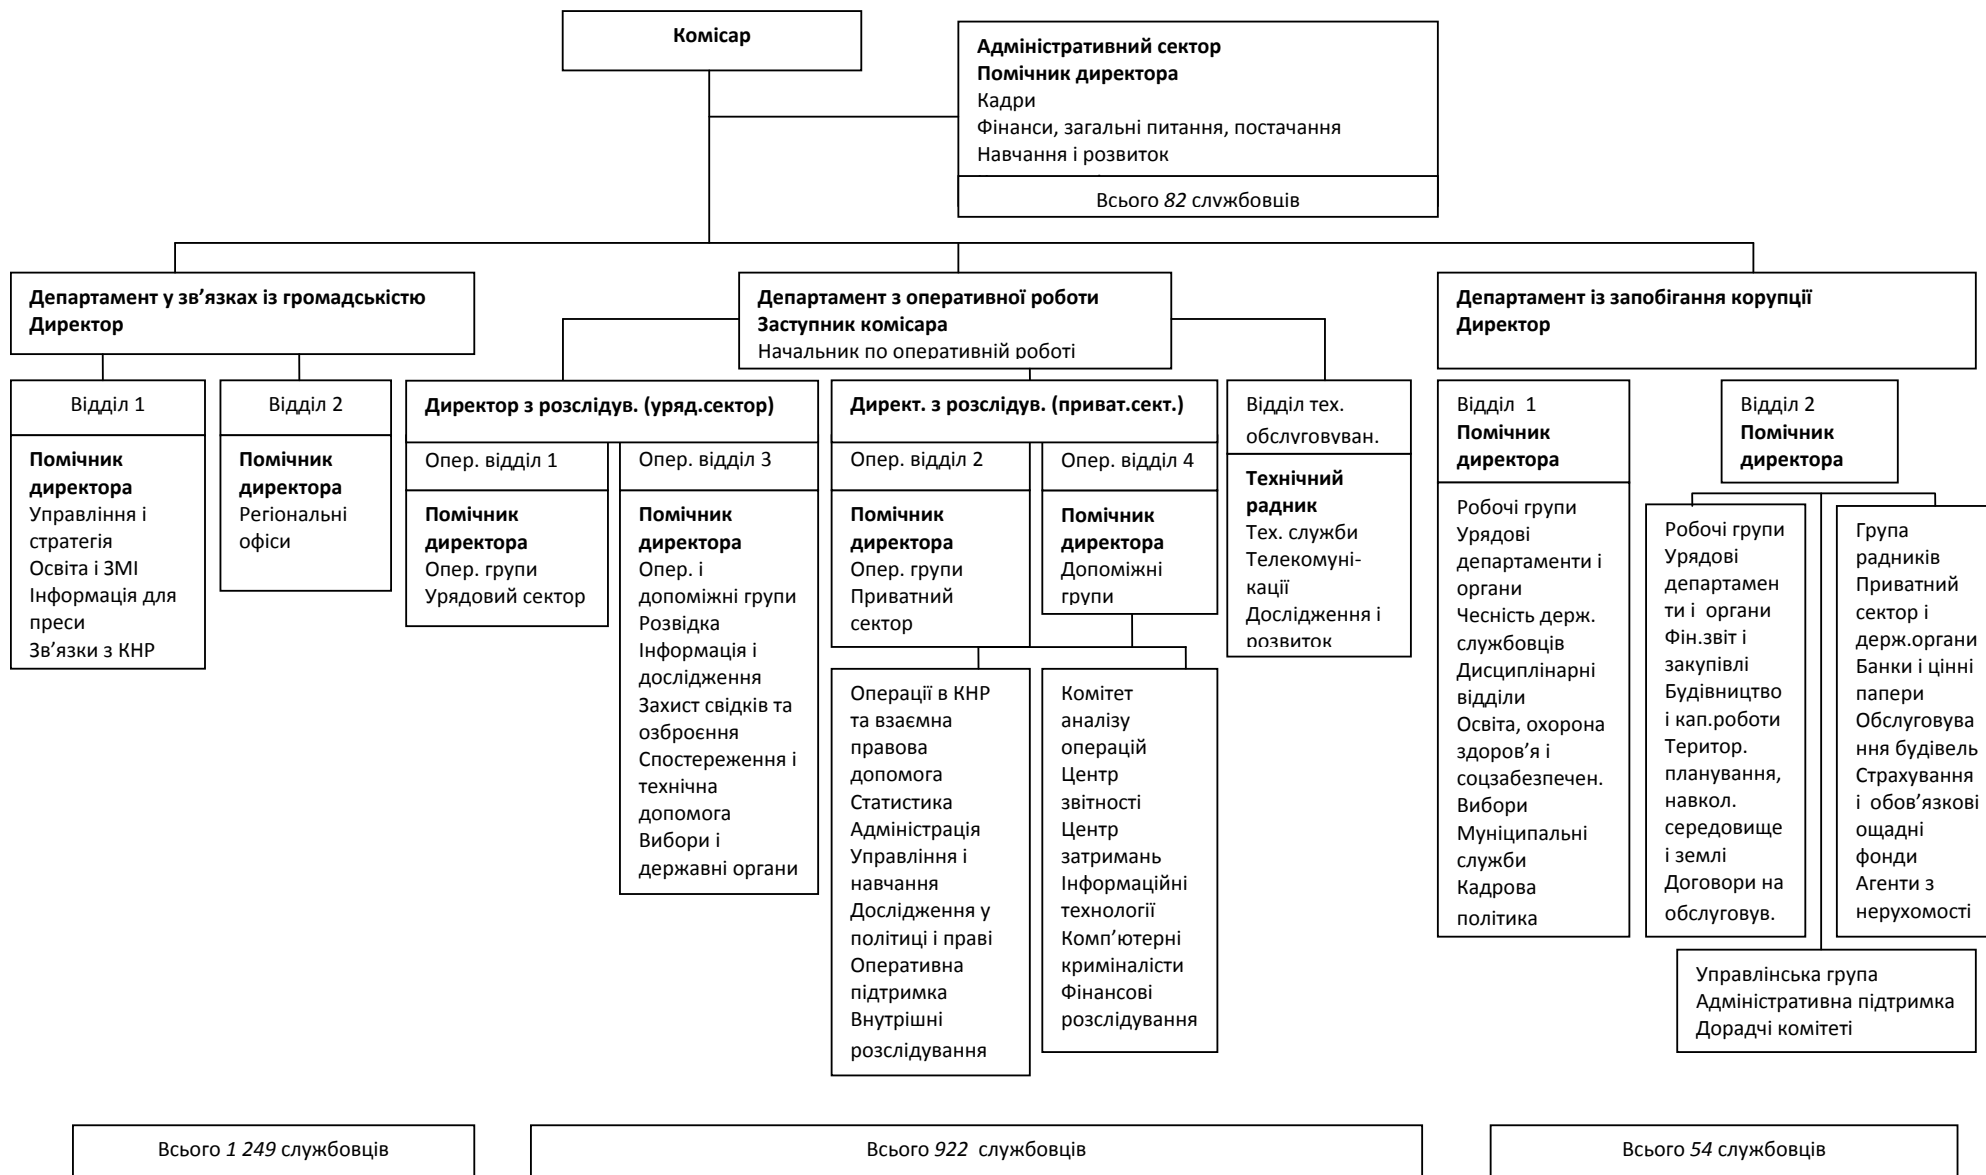 Комісар
Адміністративний сектор
Помічник директора
Кадри
Фінанси, загальні питання, постачання
Навчання і розвиток
Всього 82 службовців
Департамент у зв’язках із громадськістю
Директор
Департамент з оперативної роботи
Заступник комісара
Начальник по оперативній роботі
Департамент із запобігання корупції
Директор
Відділ 1
Помічник
директора
Управління і
стратегія
Освіта і ЗМІ
Інформація для
преси
Зв’язки з КНР
Відділ 2
Помічник
директора
Регіональні
офіси
Директор з розслідув. (уряд.сектор)
Опер. відділ 1
Помічник
директора
Опер. групи
Урядовий сектор
Опер. відділ 3
Помічник
директора
Опер. і
допоміжні групи
Розвідка
Інформація і
дослідження
Захист свідків та
озброєння
Спостереження і
технічна
допомога
Вибори і
державні органи
Директ. з розслідув. (приват.сект.)
Опер. відділ 2
Помічник
директора
Опер. групи
Приватний
сектор
Опер. відділ 4
Помічник
директора
Допоміжні
групи
Операції в КНР
та взаємна
правова
допомога
Статистика
Адміністрація
Управління і
навчання
Дослідження у
політиці і праві
Оперативна
підтримка
Внутрішні
розслідування
Комітет
аналізу
операцій
Центр
звітності
Центр
затримань
Інформаційні
технології
Комп’ютерні
криміналісти
Фінансові
розслідування
Відділ тех.
обслуговуван.
Технічний
радник
Тех. служби
Телекомуні-
кації
Дослідження і
розвиток
Відділ 1
Помічник
директора
Робочі групи
Урядові
департаменти і
органи
Чесність держ.
службовців
Дисциплінарні
відділи
Освіта, охорона
здоров’я і
соцзабезпечен.
Вибори
Муніципальні
служби
Кадрова
політика
Відділ 2
Помічник
директора
Робочі групи
Урядові
департамен
ти і органи
Фін.звіт і
закупівлі
Будівництво
і кап.роботи
Територ.
планування,
навкол.
середовище
і землі
Договори на
обслуговув.
Група
радників
Приватний
сектор і
держ.органи
Банки і цінні
папери
Обслуговува
ння будівель
Страхування
і обов’язкові
ощадні
фонди
Агенти з
нерухомості
Управлінська група
Адміністративна підтримка
Дорадчі комітеті
Всього 1 249 службовців
Всього 922 службовців
Всього 54 службовців